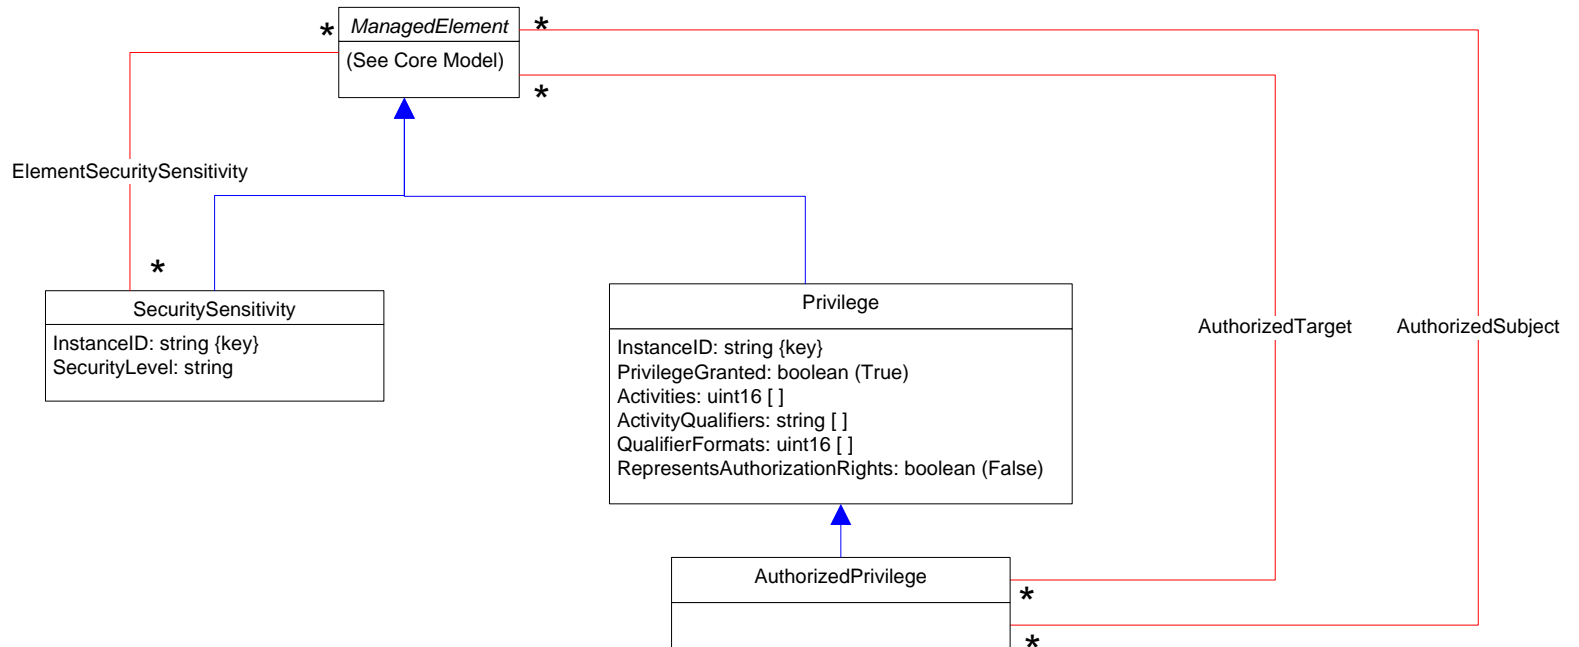 * ManagedElement *
(See Core Model)
*
ElementSecuritySensitivity
*
SecuritySensitivity
InstanceID: string {key}
SecurityLevel: string
Privilege
InstanceID: string {key}
PrivilegeGranted: boolean (True)
Activities: uint16 [ ]
ActivityQualifiers: string [ ]
QualifierFormats: uint16 [ ]
RepresentsAuthorizationRights: boolean (False)
AuthorizedTarget
AuthorizedSubject
AuthorizedPrivilege
*
*